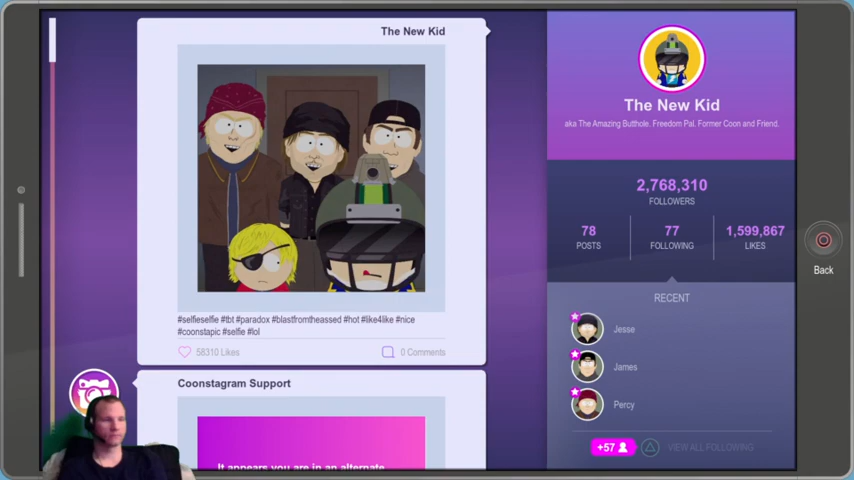 The New Kid
#selfieselfie #tbt #paradox #blastfromtheassed #hot #like4like #nice
#coonstapic #selfie #lol
58310 Likes
0 Comments
Coonstagram Support
It appears you are in an alternate
The New Kid
aka The Amazing Butthole. Freedom Pal. Former Coon and Friend.
2,768,310
FOLLOWERS
78
POSTS
77
FOLLOWING
1,599,867
LIKES
RECENT
Jesse
James
Percy
+57
VIEW ALL FOLLOWING
Back